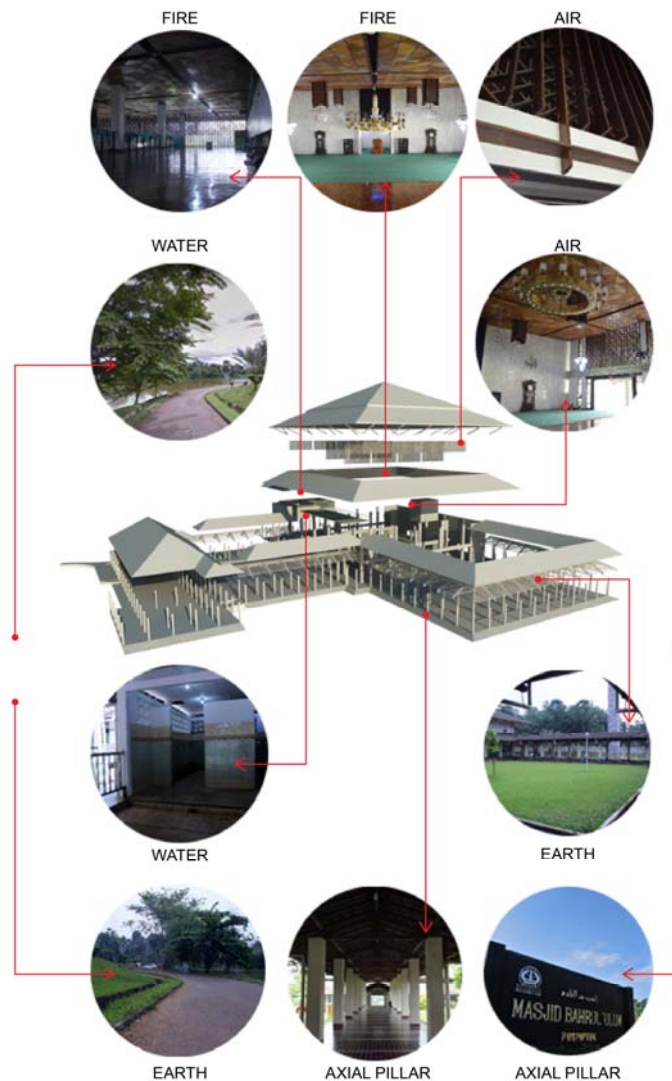 FIRE
FIRE
AIR
WATER
AIR
WATER
EARTH
MASJID BAHRUL 'ULUM
EARTH
AXIAL PILLAR
AXIAL PILLAR